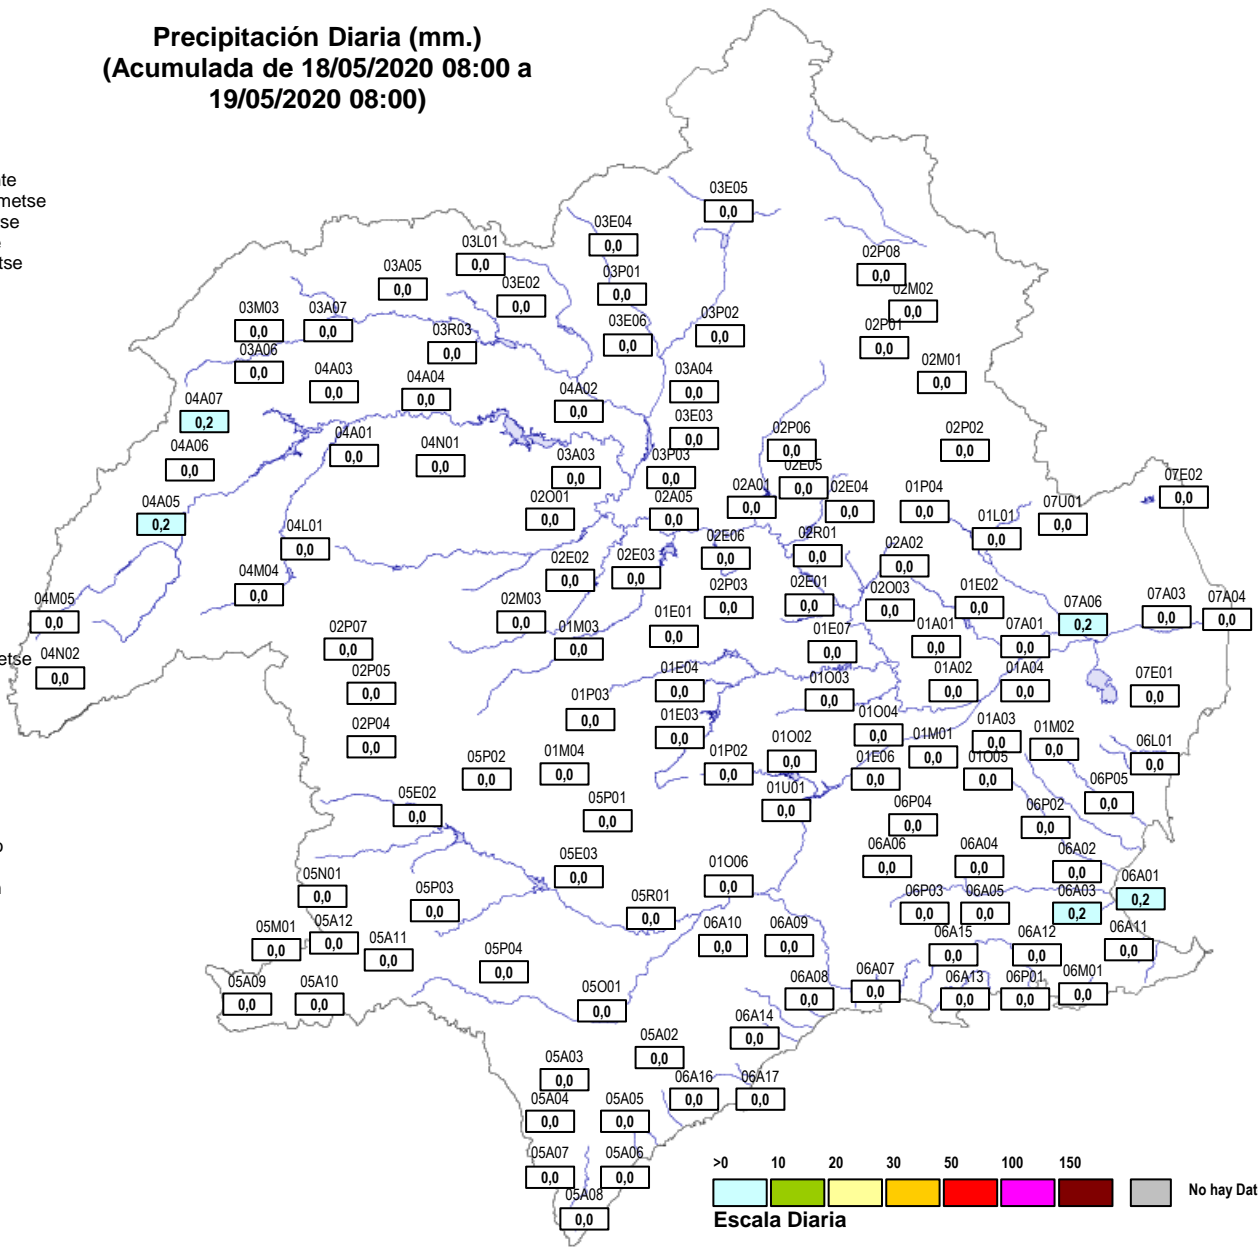 Precipitación Diaria (mm.)
(Acumulada de 18/05/2020 08:00 a
19/05/2020 08:00)
te
metse
se
tse
etse
03E05
0,0
03E04
0,0
03L01
0,0
02P08
0,0
03A05
0,0
03P01
0,0
03E02
0,0
02M02
0,0
03M03
0,0
03A07
0,0
03P02
0,0
03E06
0,0
02P01
0,0
03R03
0,0
03A06
0,0
02M01
0,0
04A03
0,0
04A04
0,0
03A04
0,0
04A02
0,0
04A07
0,2
03E03
0,0
04A01
0,0
02P06
0,0
02P02
0,0
04A06
0,0
04N01
0,0
03A03
0,0
03P03
0,0
02E05
0,0
07E02
0,0
02A01
0,0
02E04
0,0
01P04
0,0
04A05
0,2
02O01
0,0
02A05
0,0
07U01
0,0
01L01
0,0
04L01
0,0
02E06
0,0
02R01
0,0
02A02
0,0
02E02
0,0
02E03
0,0
04M04
0,0
02P03
0,0
02E01
0,0
02O03
0,0
01E02
0,0
04M05
0,0
02M03
0,0
07A06
0,2
07A03
0,0
07A04
0,0
01E01
0,0
01M03
0,0
02P07
0,0
01E07
0,0
01A01
0,0
07A01
0,0
04N02
0,0
02P05
0,0
01E04
0,0
01O03
0,0
01A02
0,0
01A04
0,0
07E01
0,0
01P03
0,0
01E03
0,0
01O04
0,0
02P04
0,0
01A03
0,0
01M02
0,0
01M01
0,0
06L01
0,0
05P02
0,0
01M04
0,0
01P02
0,0
01O02
0,0
01E06
0,0
01O05
0,0
05E02
0,0
05P01
0,0
01U01
0,0
06P05
0,0
06P04
0,0
06P02
0,0
05E03
0,0
01O06
0,0
06A06
0,0
06A04
0,0
06A02
0,0
05N01
0,0
05P03
0,0
05R01
0,0
06P03
0,0
06A05
0,0
06A03
0,2
06A01
0,2
05M01
0,0
05A12
0,0
05A11
0,0
06A10
0,0
06A09
0,0
06A15
0,0
06A12
0,0
06A11
0,0
05P04
0,0
05A09
0,0
05A10
0,0
05O01
0,0
06A08
0,0
06A07
0,0
06A13
0,0
06P01
0,0
06M01
0,0
06A14
0,0
05A02
0,0
05A03
0,0
06A16
0,0
06A17
0,0
05A04
0,0
05A05
0,0
05A07
0,0
05A06
0,0
05A08
0,0
>0 10 20 30 50 100 150
No hay Dat
Escala Diaria